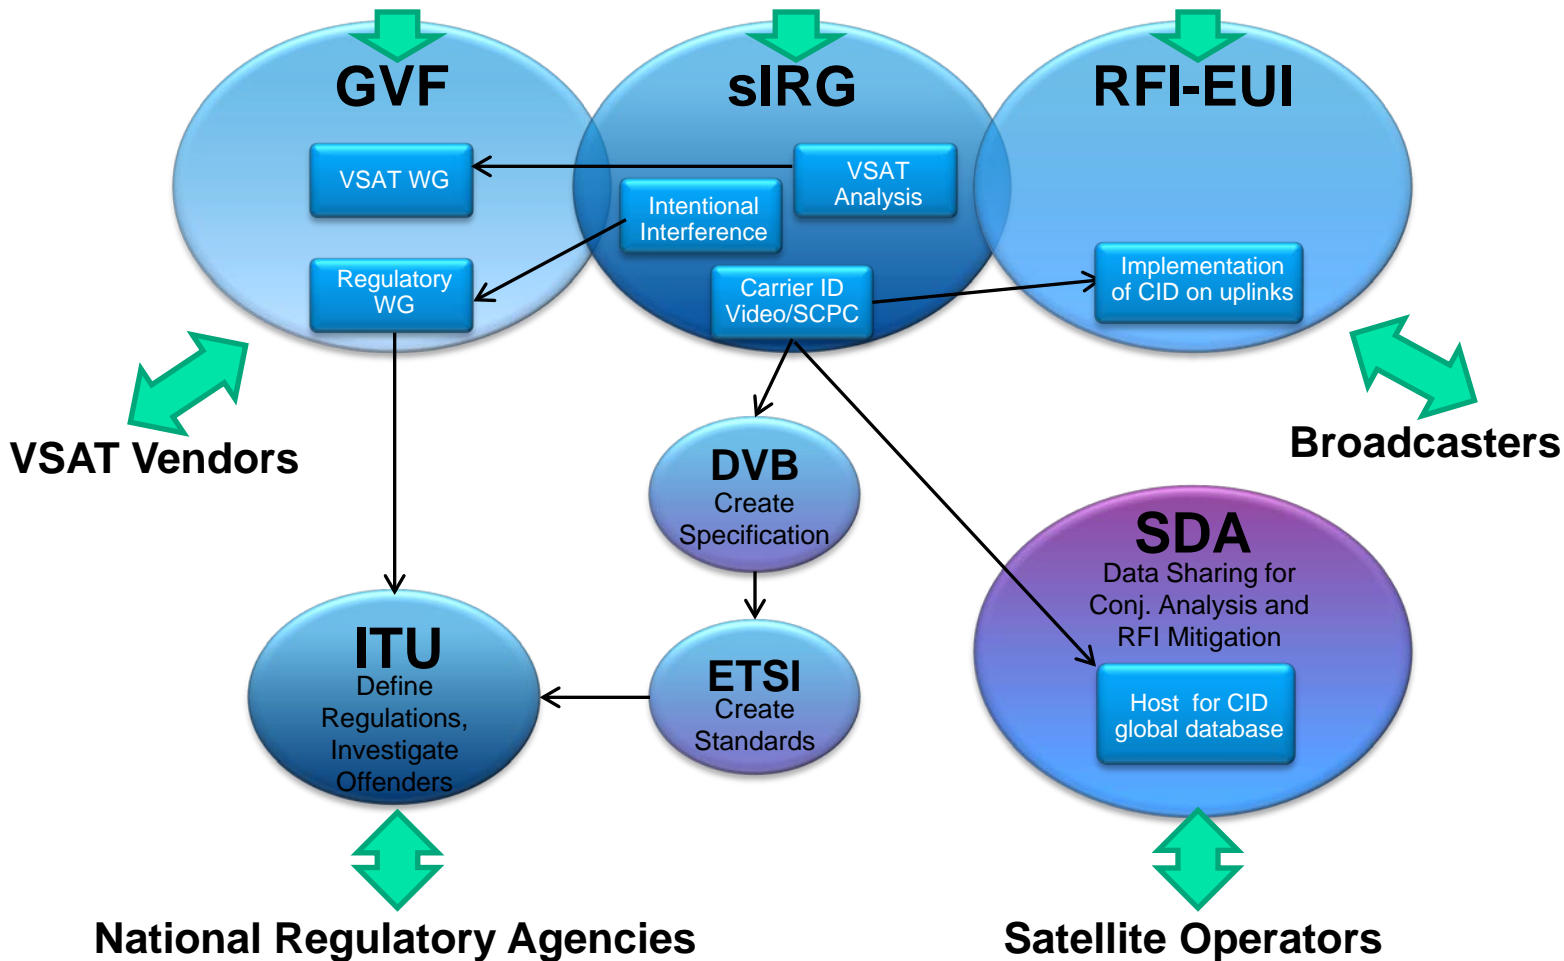 GVF
VSAT WG
Regulatory
WG
sIRG
VSAT
Analysis
Intentional
Interference
Carrier ID
Video/SCPC
RFI-EUI
Implementation
of CID on uplinks
VSAT Vendors
Broadcasters
DVB
Create
Specification
SDA
Data Sharing for
Conj. Analysis and
RFI Mitigation
Host for CID
global database
ITU
Define
Regulations,
Investigate
Offenders
ETSI
Create
Standards
National Regulatory Agencies
Satellite Operators